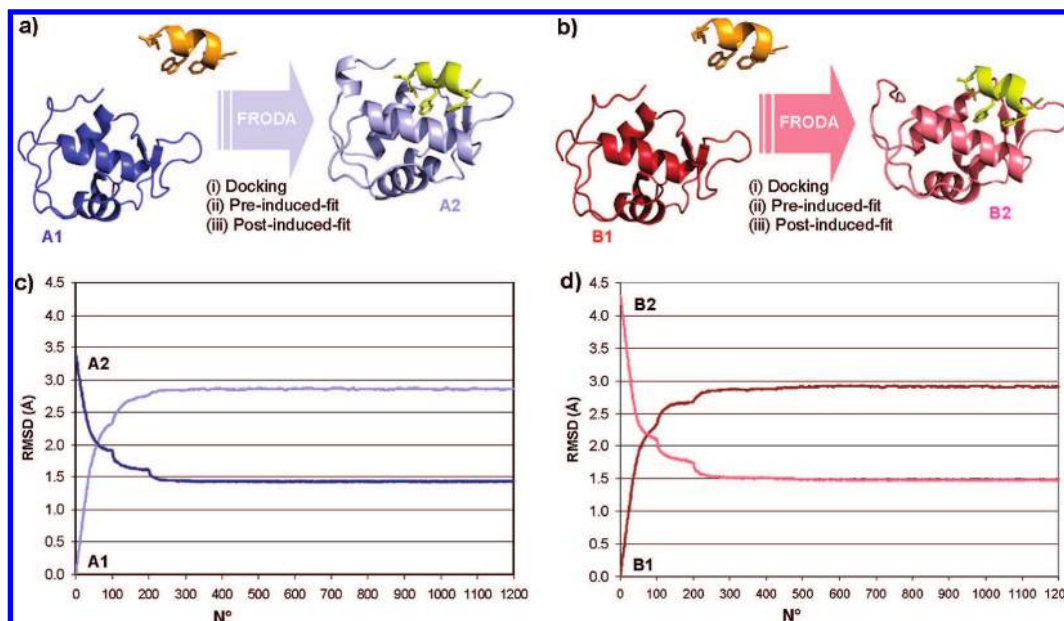 a)
FRODA
(i) Docking
(ii) Pre-induced-fit
(iii) Post-induced-fit
A1
A2
b)
FRODA
(i) Docking
(ii) Pre-induced-fit
(iii) Post-induced-fit
B1
B2
c)
4.5
4.0
3.5
3.0
2.5
2.0
1.5
1.0
0.5
0.0
RMSD (Å)
A2
A1
0 100 200 300 400 500 600 700 800 900 1000 1100 1200
Nº
d)
4.5
4.0
3.5
3.0
2.5
2.0
1.5
1.0
0.5
0.0
RMSD (Å)
B2
B1
0 100 200 300 400 500 600 700 800 900 1000 1100 120
Nº